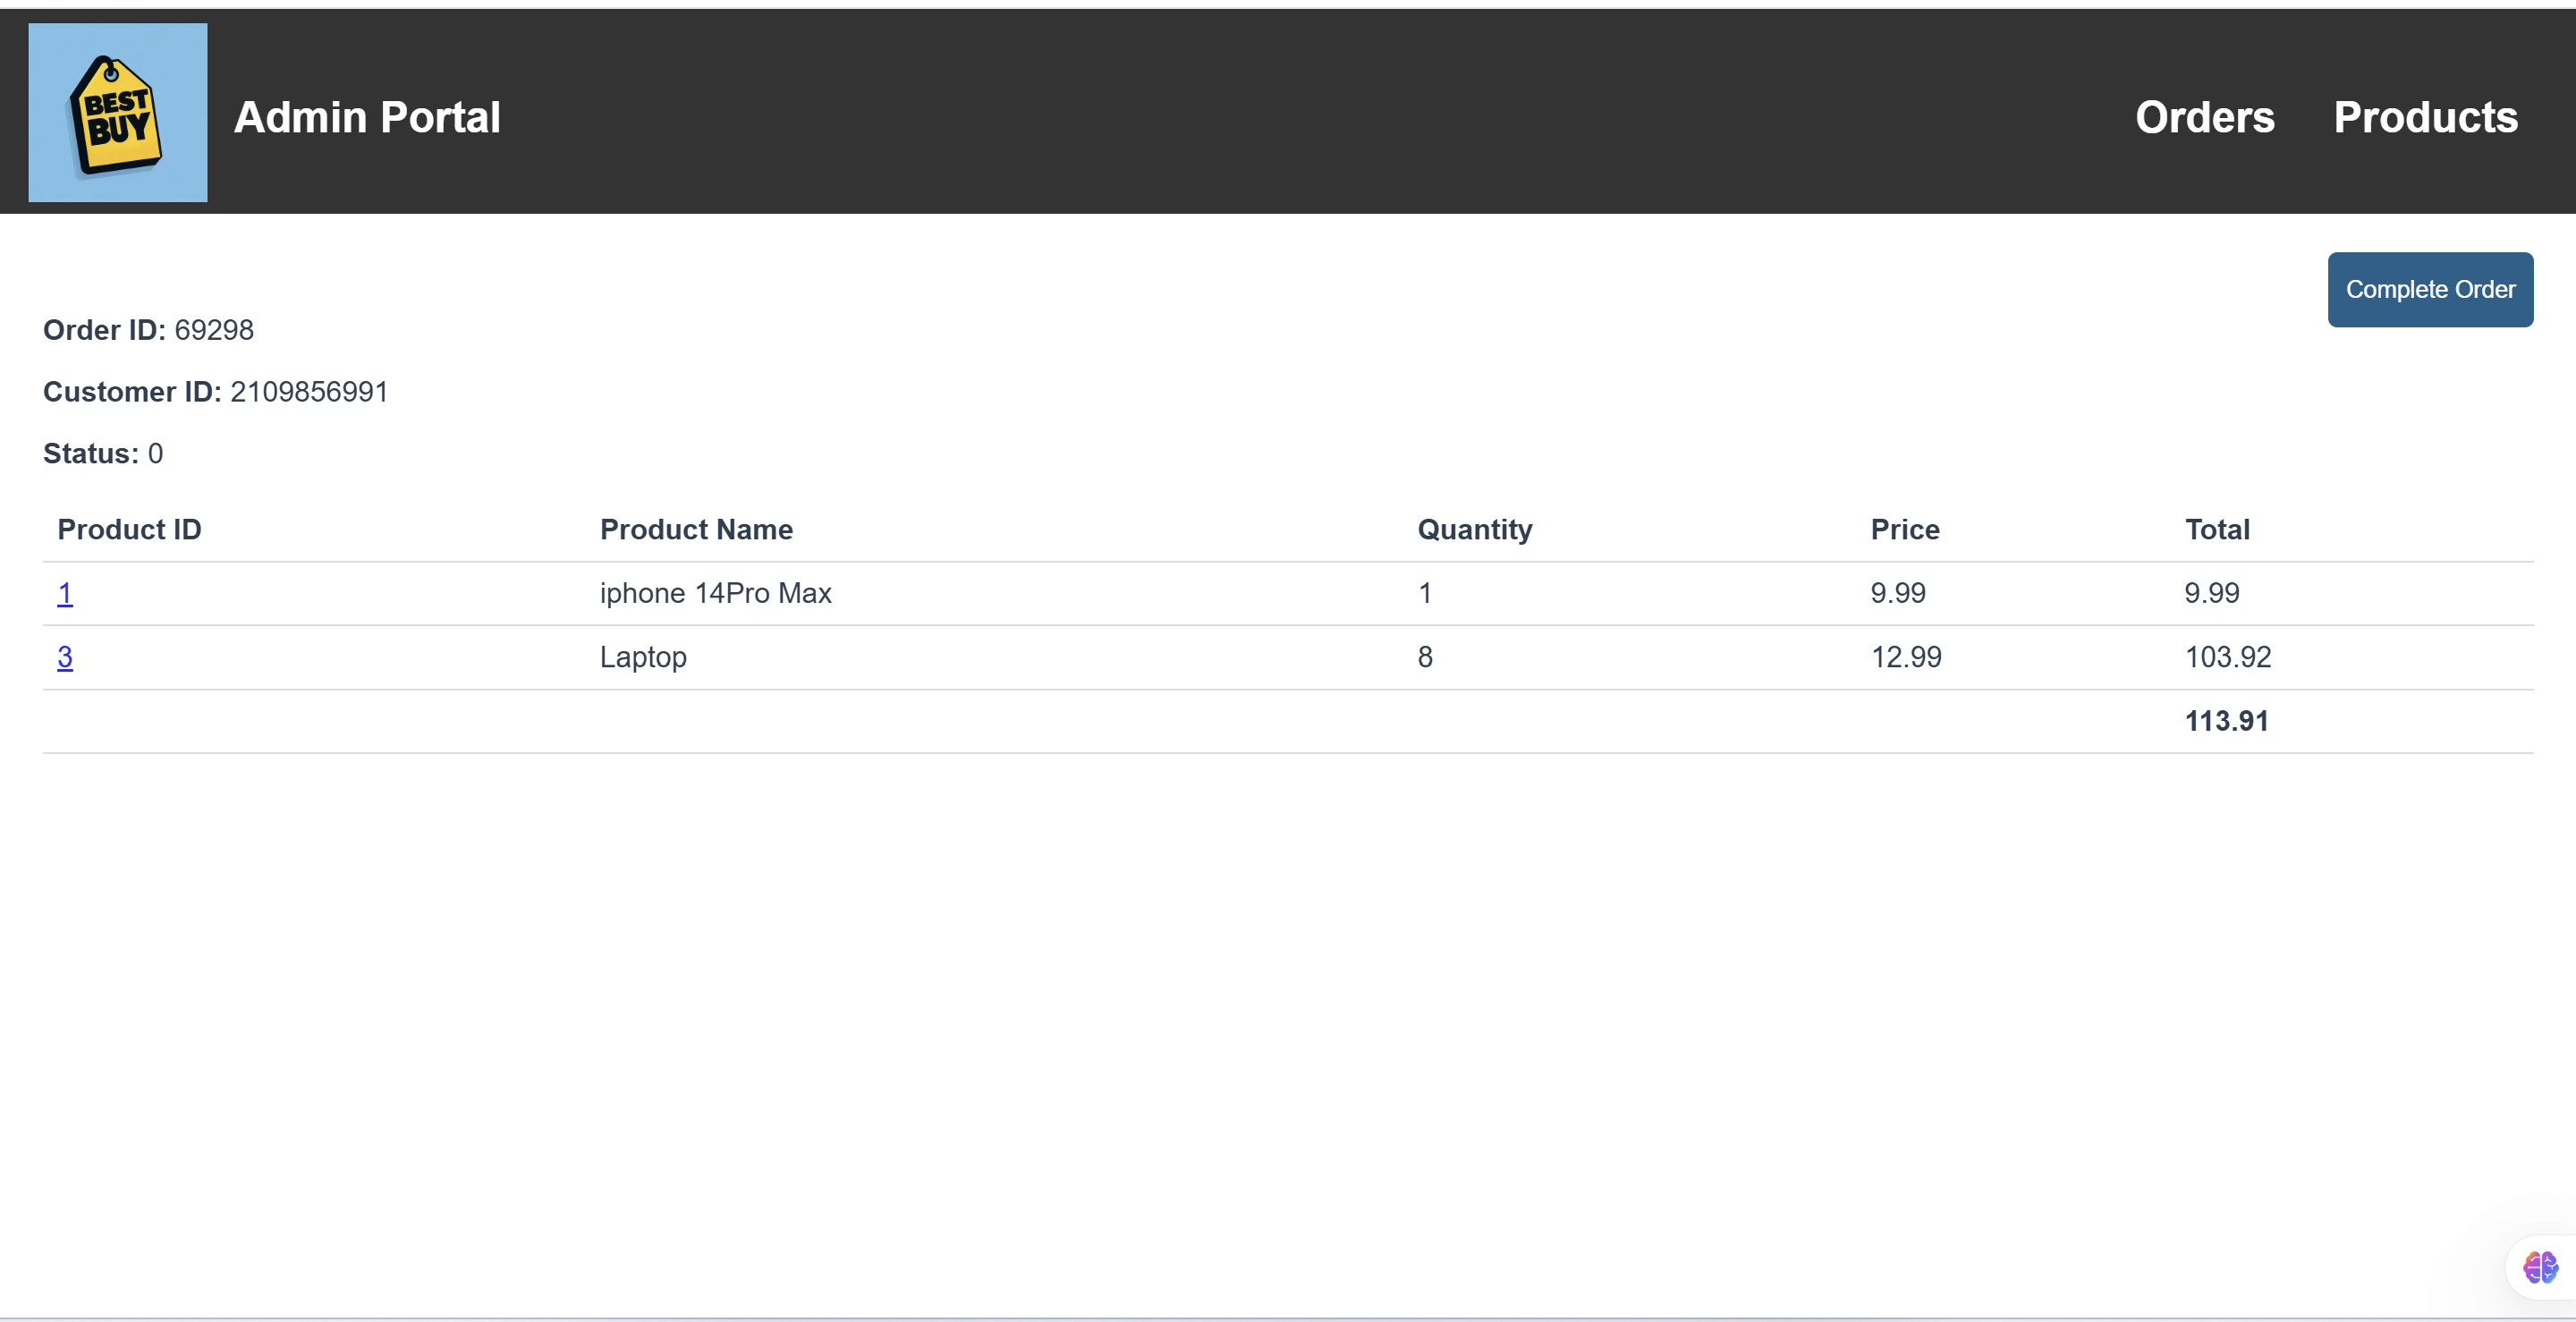 BEST
BUY
Admin Portal
Orders Products
Complete Order
Order ID: 69298
Customer ID: 2109856991
Status: 0
Product ID Product Name Quantity Price Total
1 iphone 14Pro Max 1 9.99 9.99
3 Laptop 8 12.99 103.92
113.91